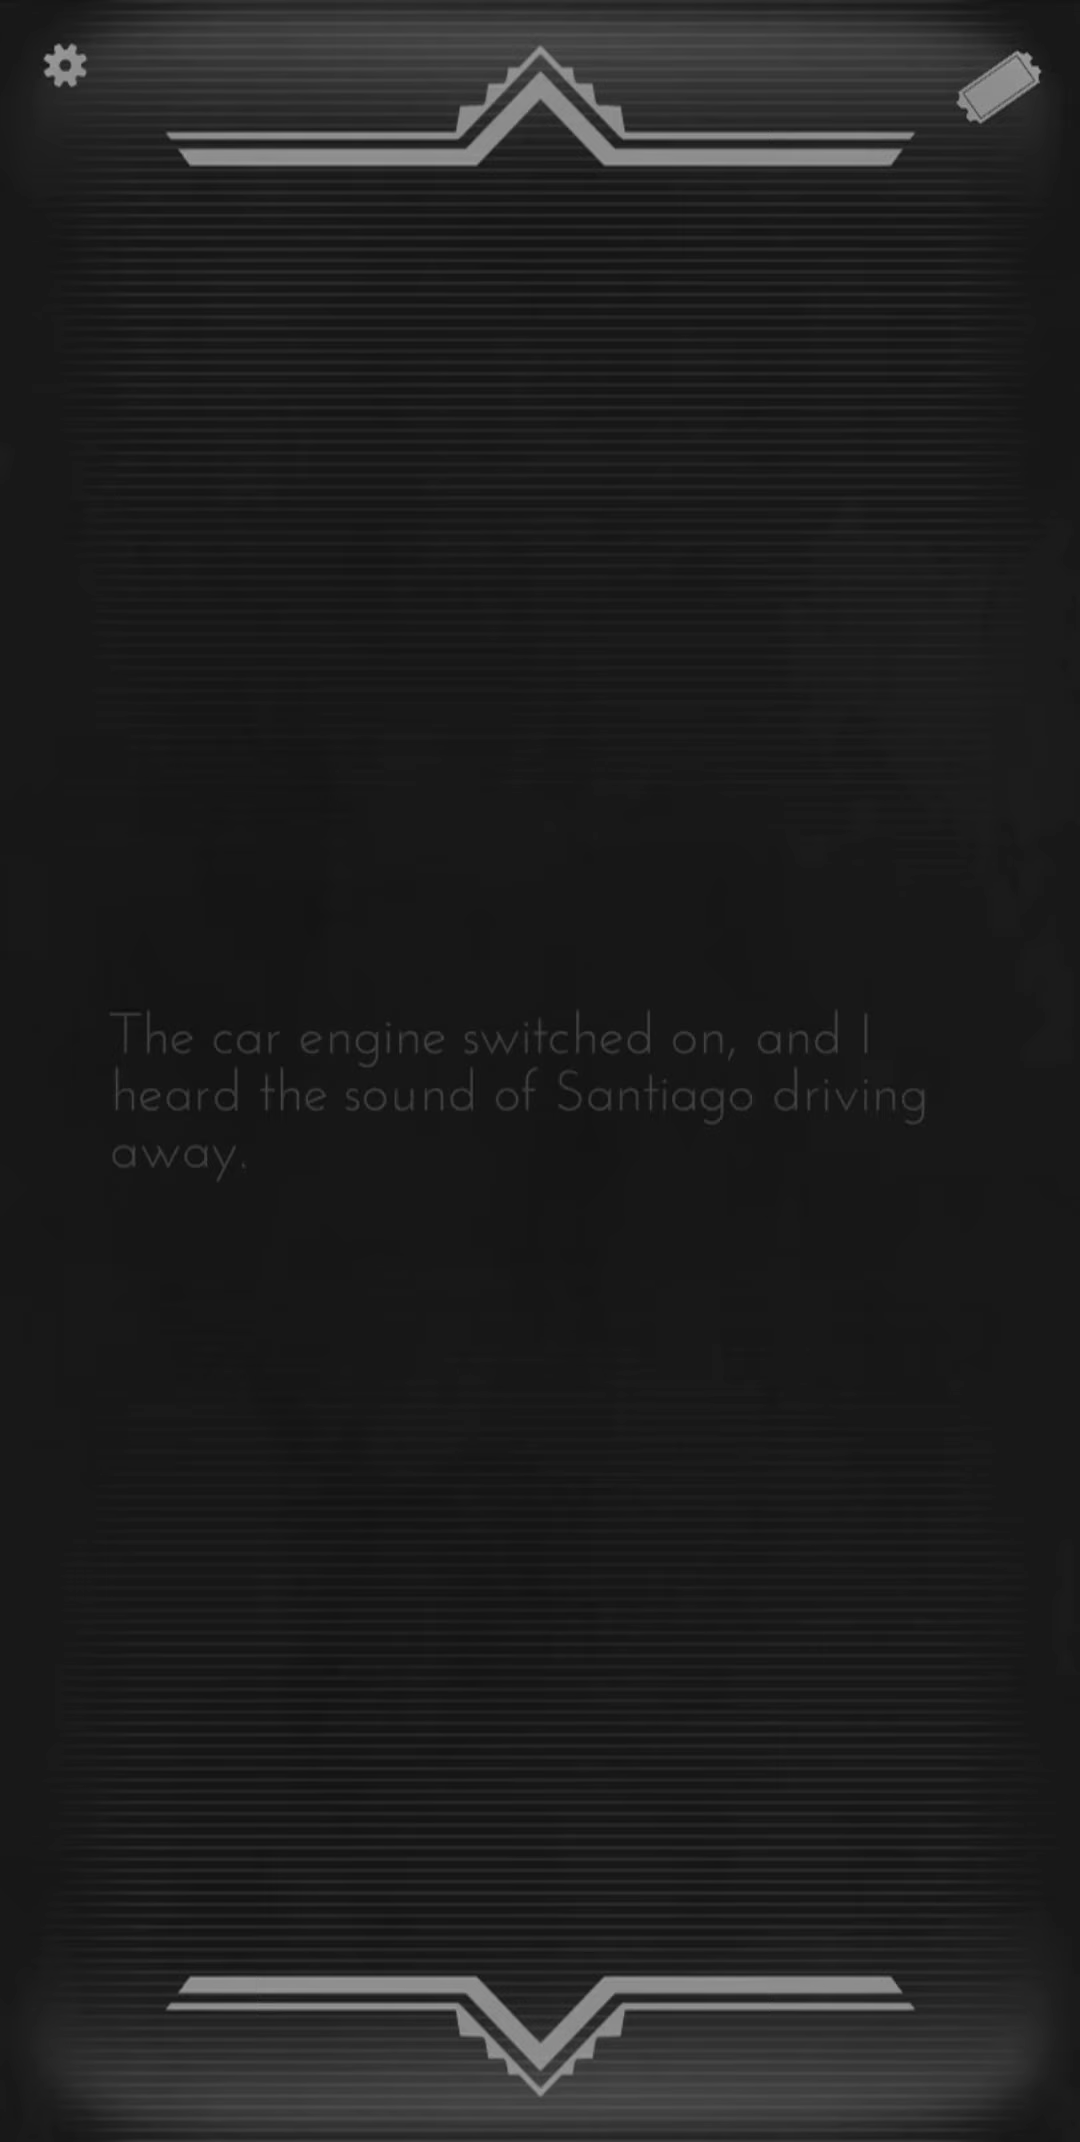 The car engine switched on, and I
heard the sound of Santiago driving
away.